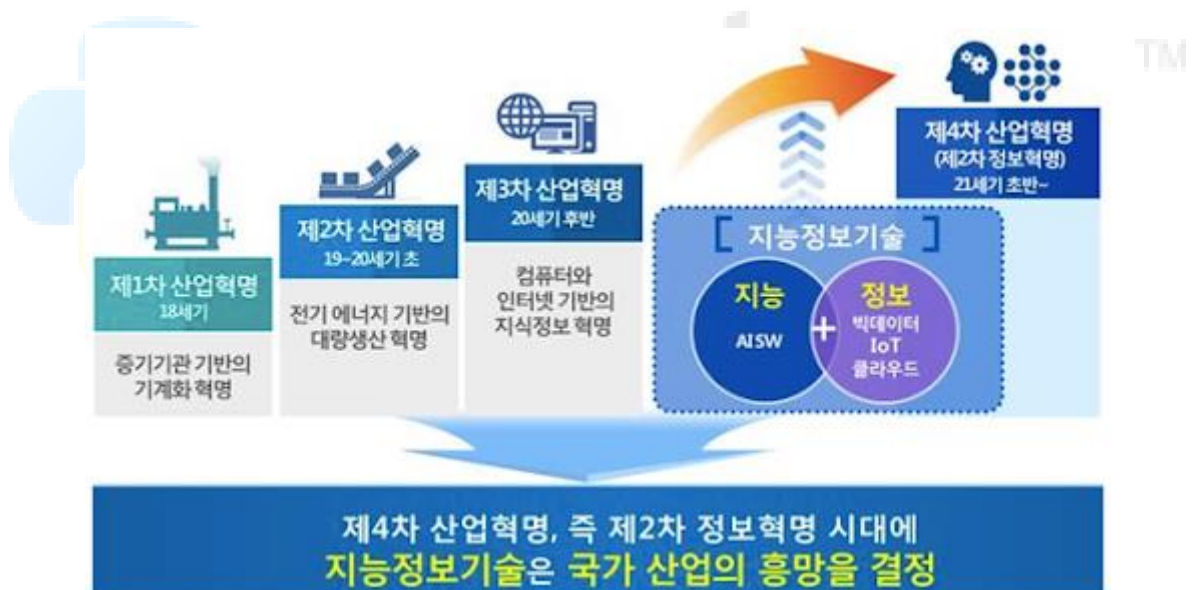 TM
제1차 산업혁명
18세기
증기기관 기반의
기계화 혁명
제2차 산업혁명
19~20세기 초
전기 에너지 기반의
대량생산 혁명
제3차 산업혁명
20세기 후반
컴퓨터와
인터넷 기반의
지식정보 혁명
[ 지능정보기술 ]
지능
AI SW
+
정보
빅데이터
IoT
클라우드
제4차 산업혁명
(제2차 정보혁명)
21세기 초반~
제4차 산업혁명, 즉 제2차 정보혁명 시대에
지능정보기술은 국가 산업의 흥망을 결정